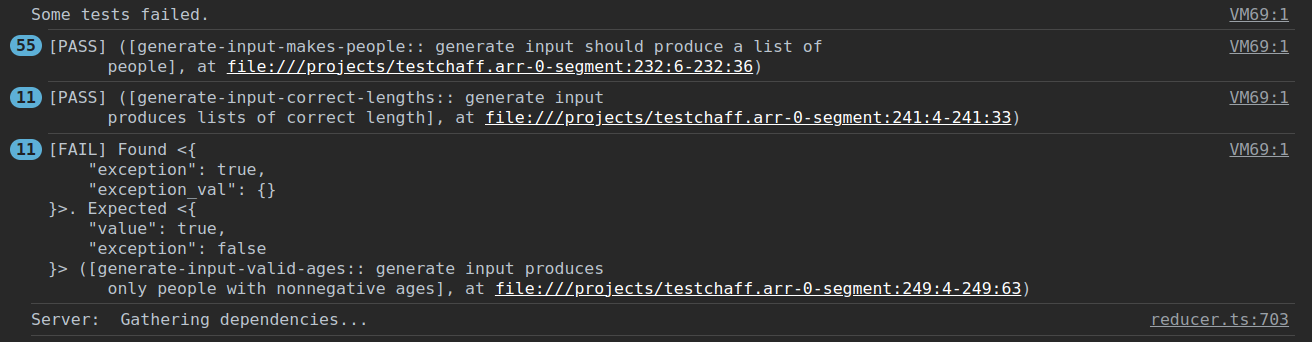 Some tests failed. VM69:1
55 [PASS] ([generate-input-makes-people:: generate input should produce a list of VM69:1
people], at file:///projects/testchaff.arr-0-segment:232:6-232:36)
11 [PASS] ([generate-input-correct-lengths:: generate input VM69:1
produces lists of correct length], at file:///projects/testchaff.arr-0-segment:241:4-241:33)
11 [FAIL] Found <{ VM69:1
"exception": true,
"exception_val": {}
}>. Expected <{
"value": true,
"exception": false
}> ([generate-input-valid-ages:: generate input produces
only people with nonnegative ages], at file:///projects/testchaff.arr-0-segment:249:4-249:63)
Server:  Gathering dependencies... reducer.ts:703